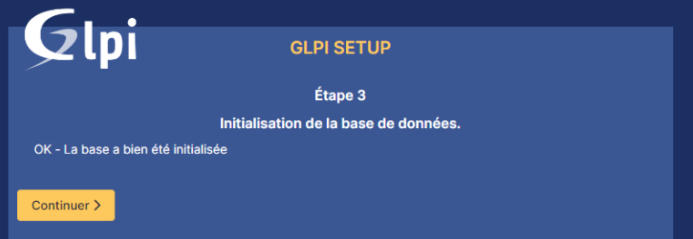 Glpi
GLPI SETUP
Étape 3
Initialisation de la base de données.
OK - La base a bien été initialisée
Continuer >